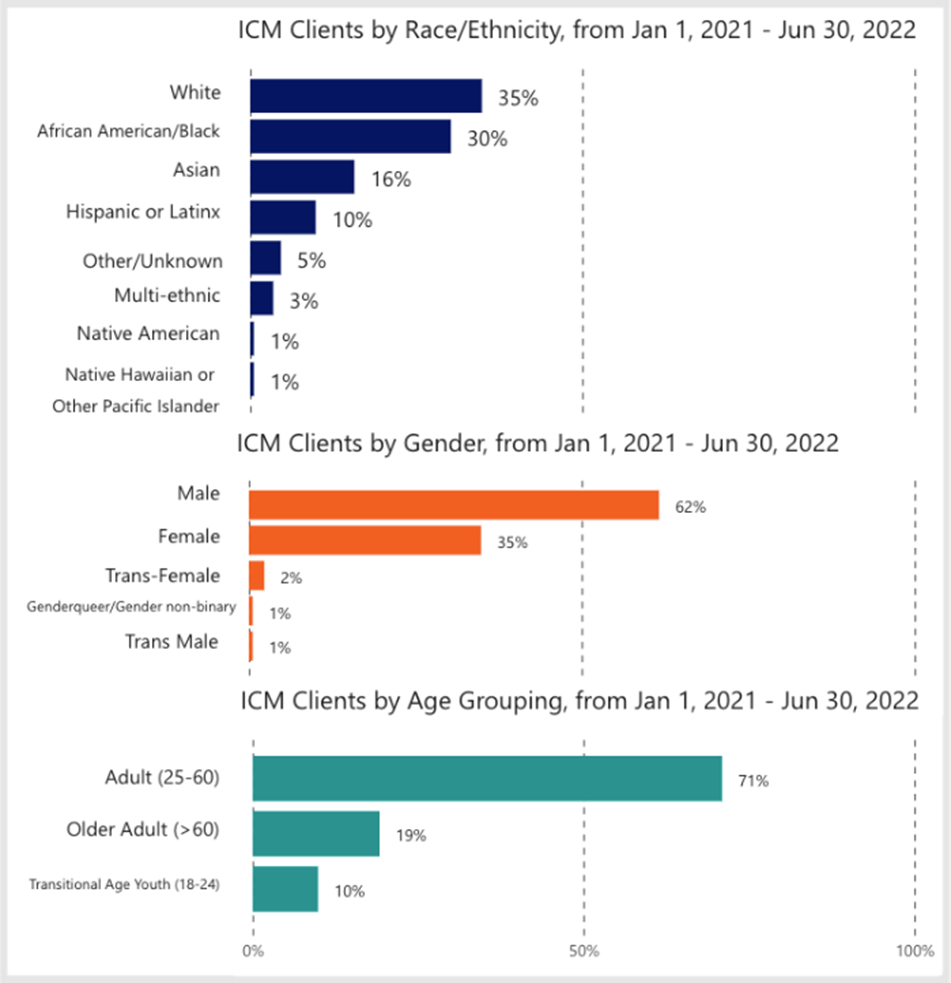 ICM Clients by Race/Ethnicity, from Jan 1, 2021 - Jun 30, 2022
White 35%
African American/Black 30%
Asian 16%
Hispanic or Latinx 10%
Other/Unknown 5%
Multi-ethnic 3%
Native American 1%
Native Hawaiian or 1%
Other Pacific Islander
ICM Clients by Gender, from Jan 1, 2021 - Jun 30, 2022
Male 62%
Female 35%
Trans-Female 2%
Genderqueer/Gender non-binary 1%
Trans Male 1%
ICM Clients by Age Grouping, from Jan 1, 2021 - Jun 30, 2022
Adult (25-60) 71%
Older Adult (>60) 19%
Transitional Age Youth (18-24) 10%
0% 50% 100%